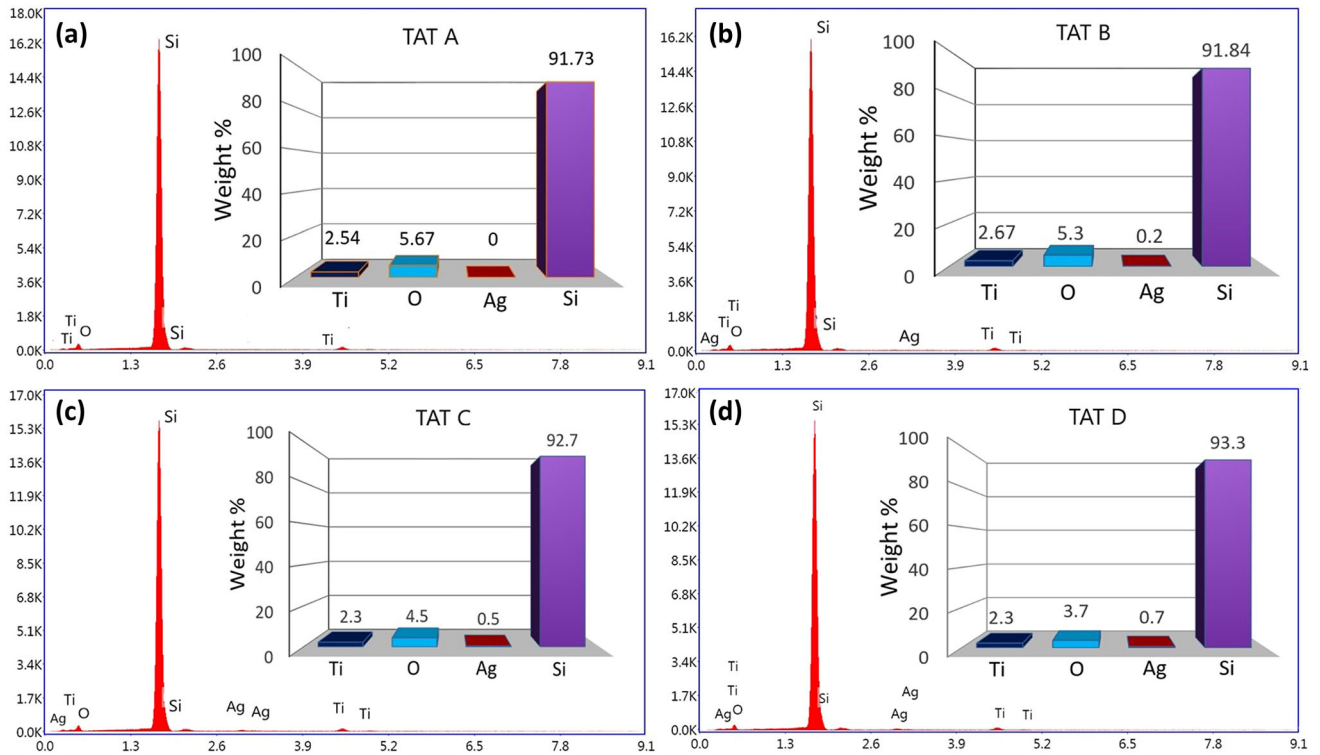 (a)
TAT A
18.0K
16.2K
14.4K
12.6K
10.8K
9.0K
7.2K
5.4K
3.6K
1.8K
0.0K
Si
Ti
Ti
O
Si
Ti
0.0 1.3 2.6 3.9 5.2 6.5 7.8 9.1
Weight %
100
80
60
40
20
0
2.54 5.67 0 91.73
Ti O Ag Si
(b)
TAT B
16.2K
14.4K
12.6K
10.8K
9.0K
7.2K
5.4K
3.6K
1.8K
0.0K
Si
Ti
Ti
Ag O
Si
Ag
Ti Ti
0.0 1.3 2.6 3.9 5.2 6.5 7.8 9.1
Weight %
100
80
60
40
20
0
2.67 5.3 0.2 91.84
Ti O Ag Si
(c)
TAT C
17.0K
15.3K
13.6K
11.9K
10.2K
8.5K
6.8K
5.1K
3.4K
1.7K
0.0K
Si
Ti
Ag O
Si
Ag Ag
Ti Ti
0.0 1.3 2.6 3.9 5.2 6.5 7.8 9.1
Weight %
100
80
60
40
20
0
2.3 4.5 0.5 92.7
Ti O Ag Si
(d)
TAT D
17.0K
15.3K
13.6K
11.9K
10.2K
8.5K
6.8K
5.1K
3.4K
1.7K
0.0K
Si
Ti
Ti
Ag O
Si
Ag
Ag
Ti Ti
0.0 1.3 2.6 3.9 5.2 6.5 7.8 9.1
Weight %
100
80
60
40
20
0
2.3 3.7 0.7 93.3
Ti O Ag Si